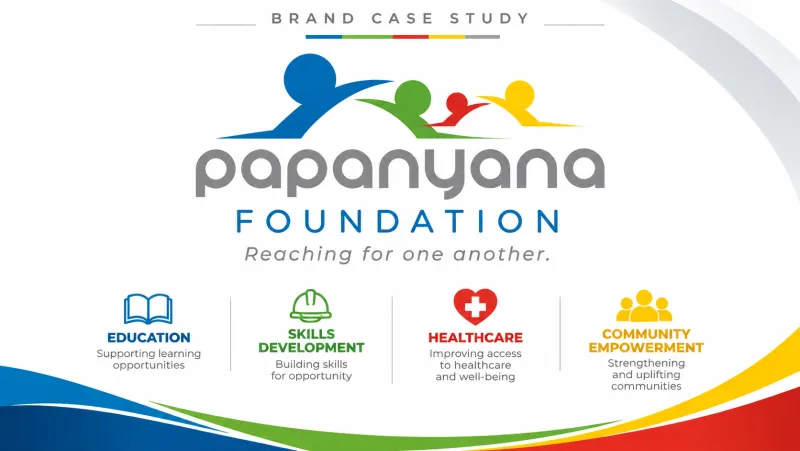 BRAND CASE STUDY
papanyana
FOUNDATION
Reaching for one another.
EDUCATION
Supporting learning
opportunities
SKILLS
DEVELOPMENT
Building skills
for opportunity
HEALTHCARE
Improving access
to healthcare
and well-being
COMMUNITY
EMPOWERMENT
Strengthening
and uplifting
communities